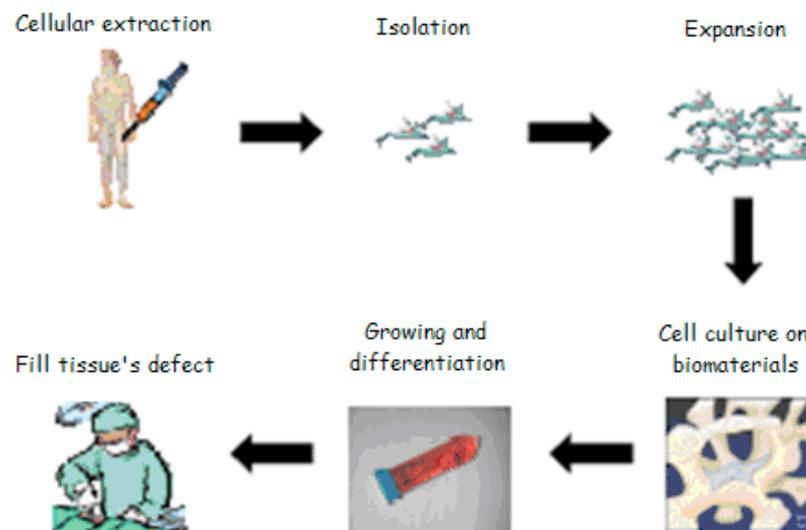 Cellular extraction
Isolation
Expansion
Cell culture on
biomaterials
Growing and
differentiation
Fill tissue's defect